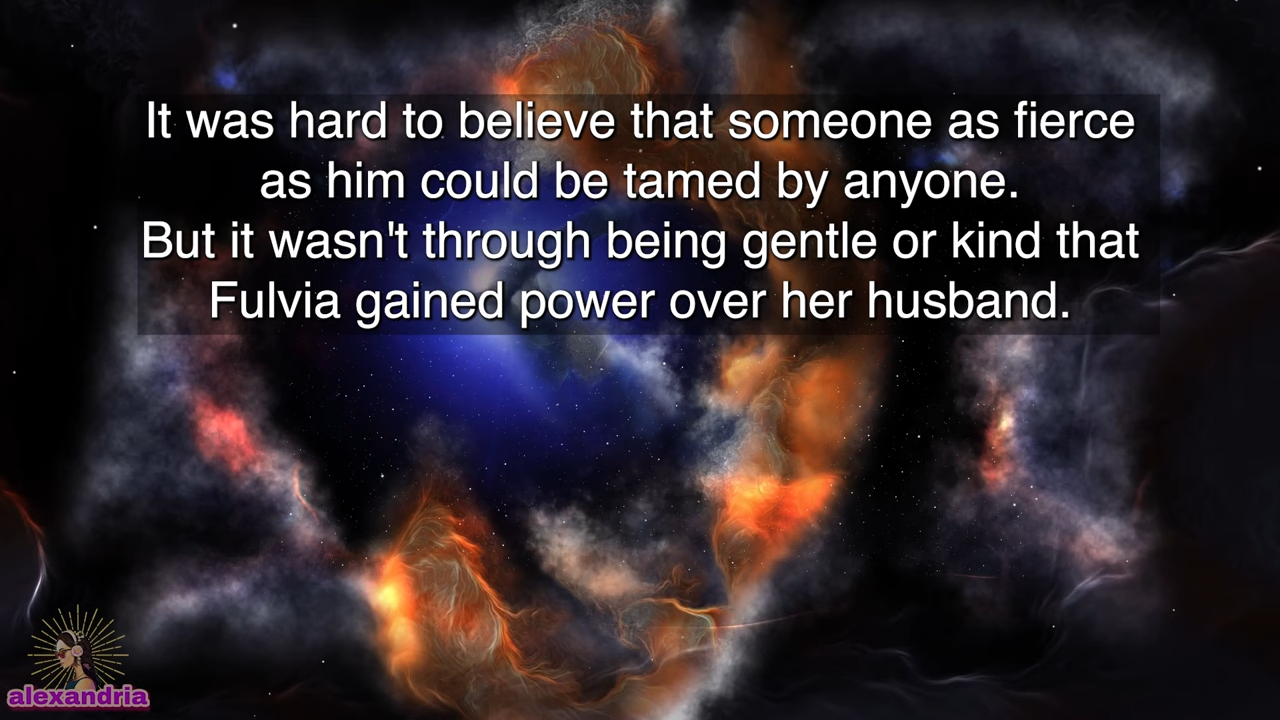 It was hard to believe that someone as fierce
as him could be tamed by anyone.
But it wasn't through being gentle or kind that
Fulvia gained power over her husband.
alexandria